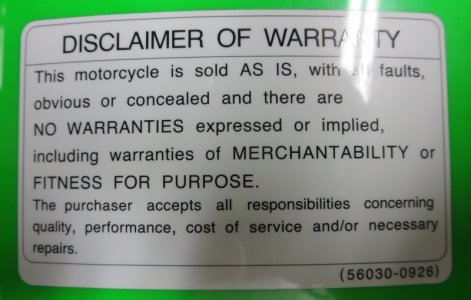 DISCLAIMER OF WARRANTY
This motorcycle is sold AS IS, with all faults,
obvious or concealed and there are
NO WARRANTIES expressed or implied,
including warranties of MERCHANTABILITY or
FITNESS FOR PURPOSE.
The purchaser accepts all responsibilities concerning
quality, performance, cost of service and/or necessary
repairs.
(56030-0926)